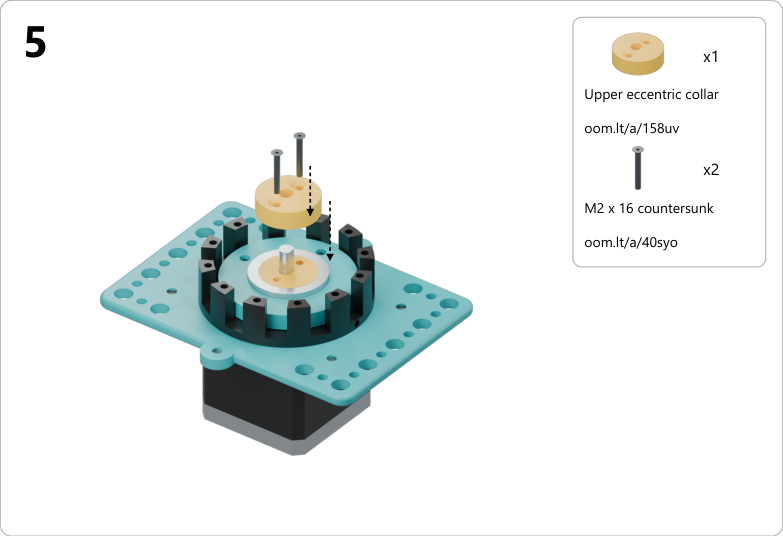 5
x1
Upper eccentric collar
oom.lt/a/158uv
x2
M2 x 16 countersunk
oom.lt/a/40syo